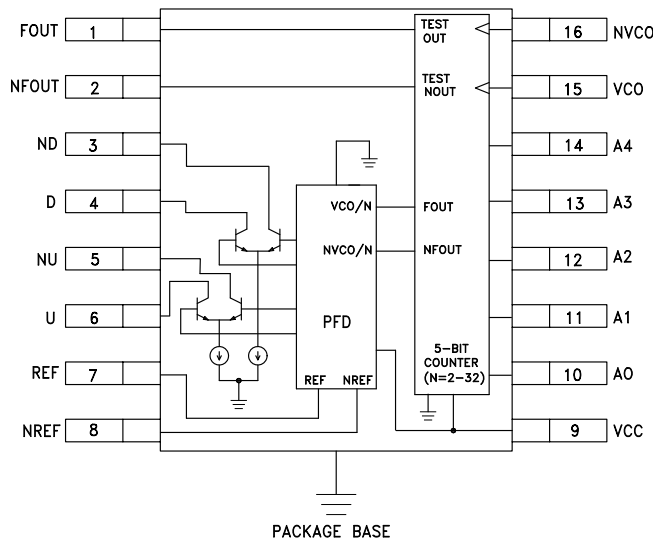 FOUT 1
NFOUT 2
ND 3
D 4
NU 5
U 6
REF 7
NREF 8
TEST
OUT
TEST
NOUT
VCO/N
FOUT
NVCO/N
NFOUT
PFD
REF NREF
5-BIT
COUNTER
(N=2-32)
16 NVCO
15 VCO
14 A4
13 A3
12 A2
11 A1
10 A0
9 VCC
PACKAGE BASE